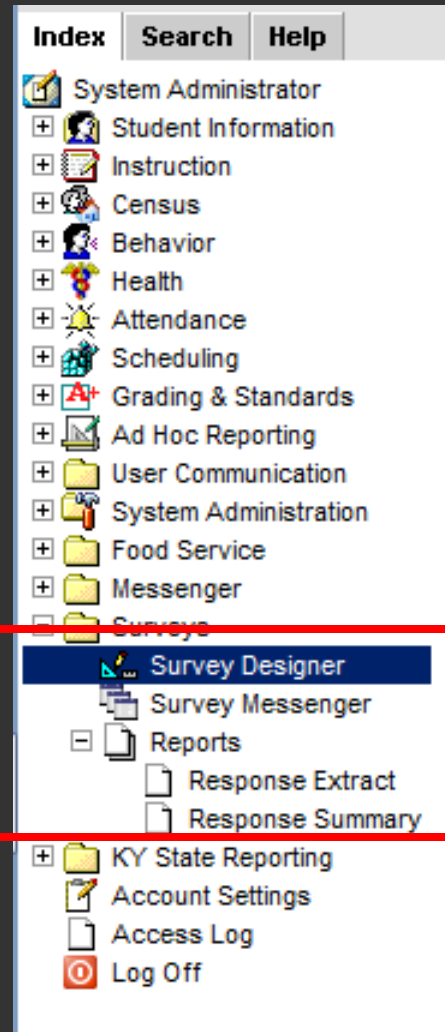 Index Search Help
System Administrator
Student Information
Instruction
Census
Behavior
Health
Attendance
Scheduling
Grading & Standards
Ad Hoc Reporting
User Communication
System Administration
Food Service
Messenger
Surveys
Survey Designer
Survey Messenger
Reports
Response Extract
Response Summary
KY State Reporting
Account Settings
Access Log
Log Off